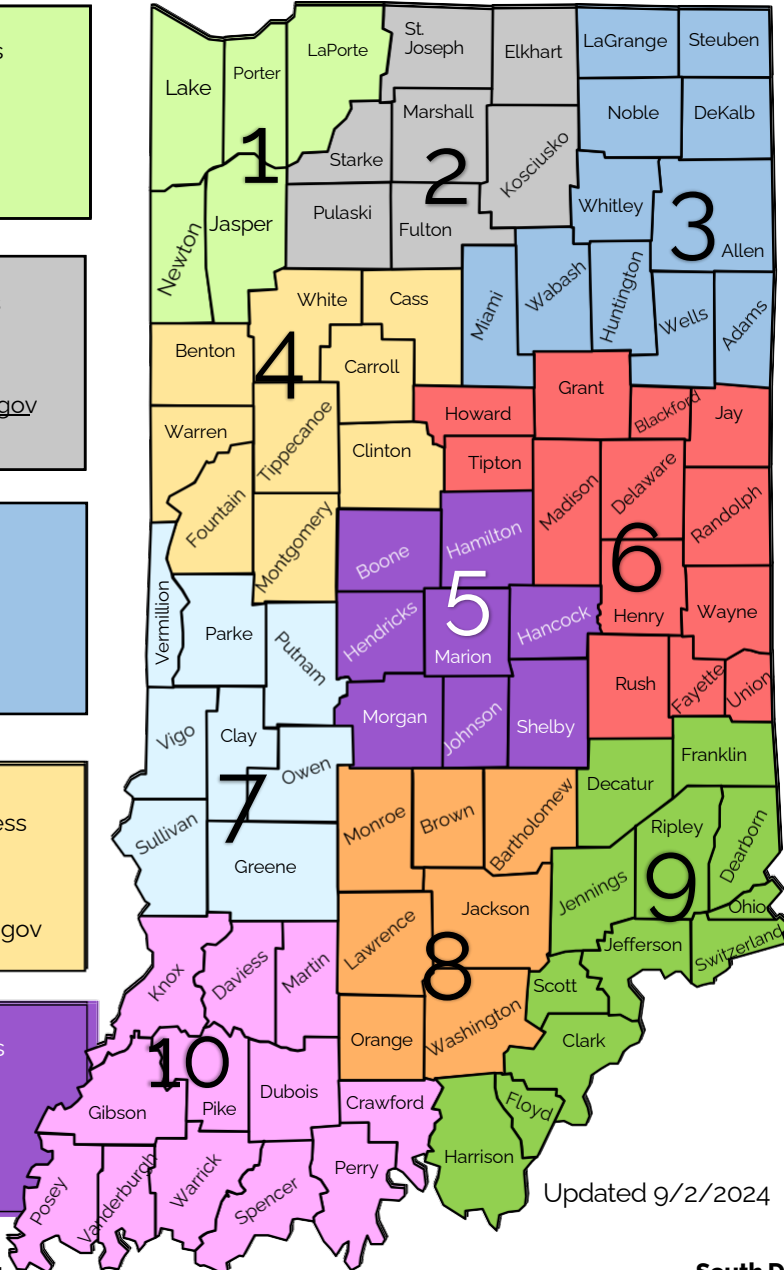 s
gov
ess
gov
s
St.
Joseph
LaPorte
Elkhart
LaGrange
Steuben
Lake
Porter
Marshall
Noble
DeKalb
1
Starke
2
Kosciusko
Newton
Jasper
Pulaski
Fulton
Whitley
3
Allen
White
Cass
Miami
Wabash
Huntington
Wells
Adams
Benton
4
Carroll
Grant
Warren
Tippecanoe
Clinton
Howard
Blackford
Jay
Tipton
Fountain
Montgomery
Madison
Delaware
Randolph
Boone
Hamilton
6
5
Vermillion
Parke
Putnam
Hendricks
Marion
Hancock
Henry
Wayne
Rush
Fayette
Union
Vigo
Clay
Morgan
Johnson
Shelby
Owen
Franklin
7
Decatur
Sullivan
Monroe
Brown
Bartholomew
Ripley
Dearborn
Greene
9
Jennings
Ohio
Jackson
Lawrence
Jefferson
Switzerland
8
Knox
Daviess
Martin
Scott
Orange
Washington
Clark
10
Gibson
Pike
Dubois
Crawford
Floyd
Harrison
Posey
Vanderburgh
Warrick
Spencer
Perry
Updated 9/2/2024
South D